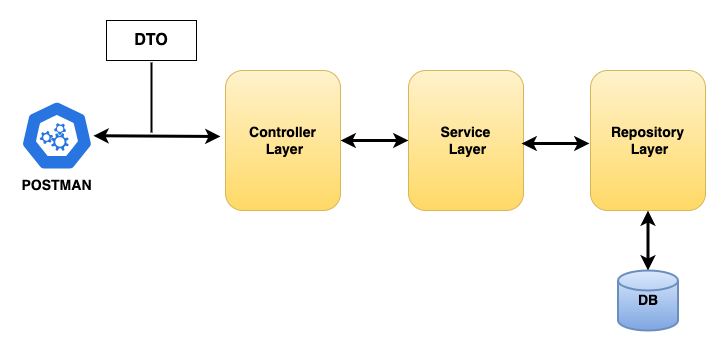 DTO
POSTMAN
Controller
Layer
Service
Layer
Repository
Layer
DB